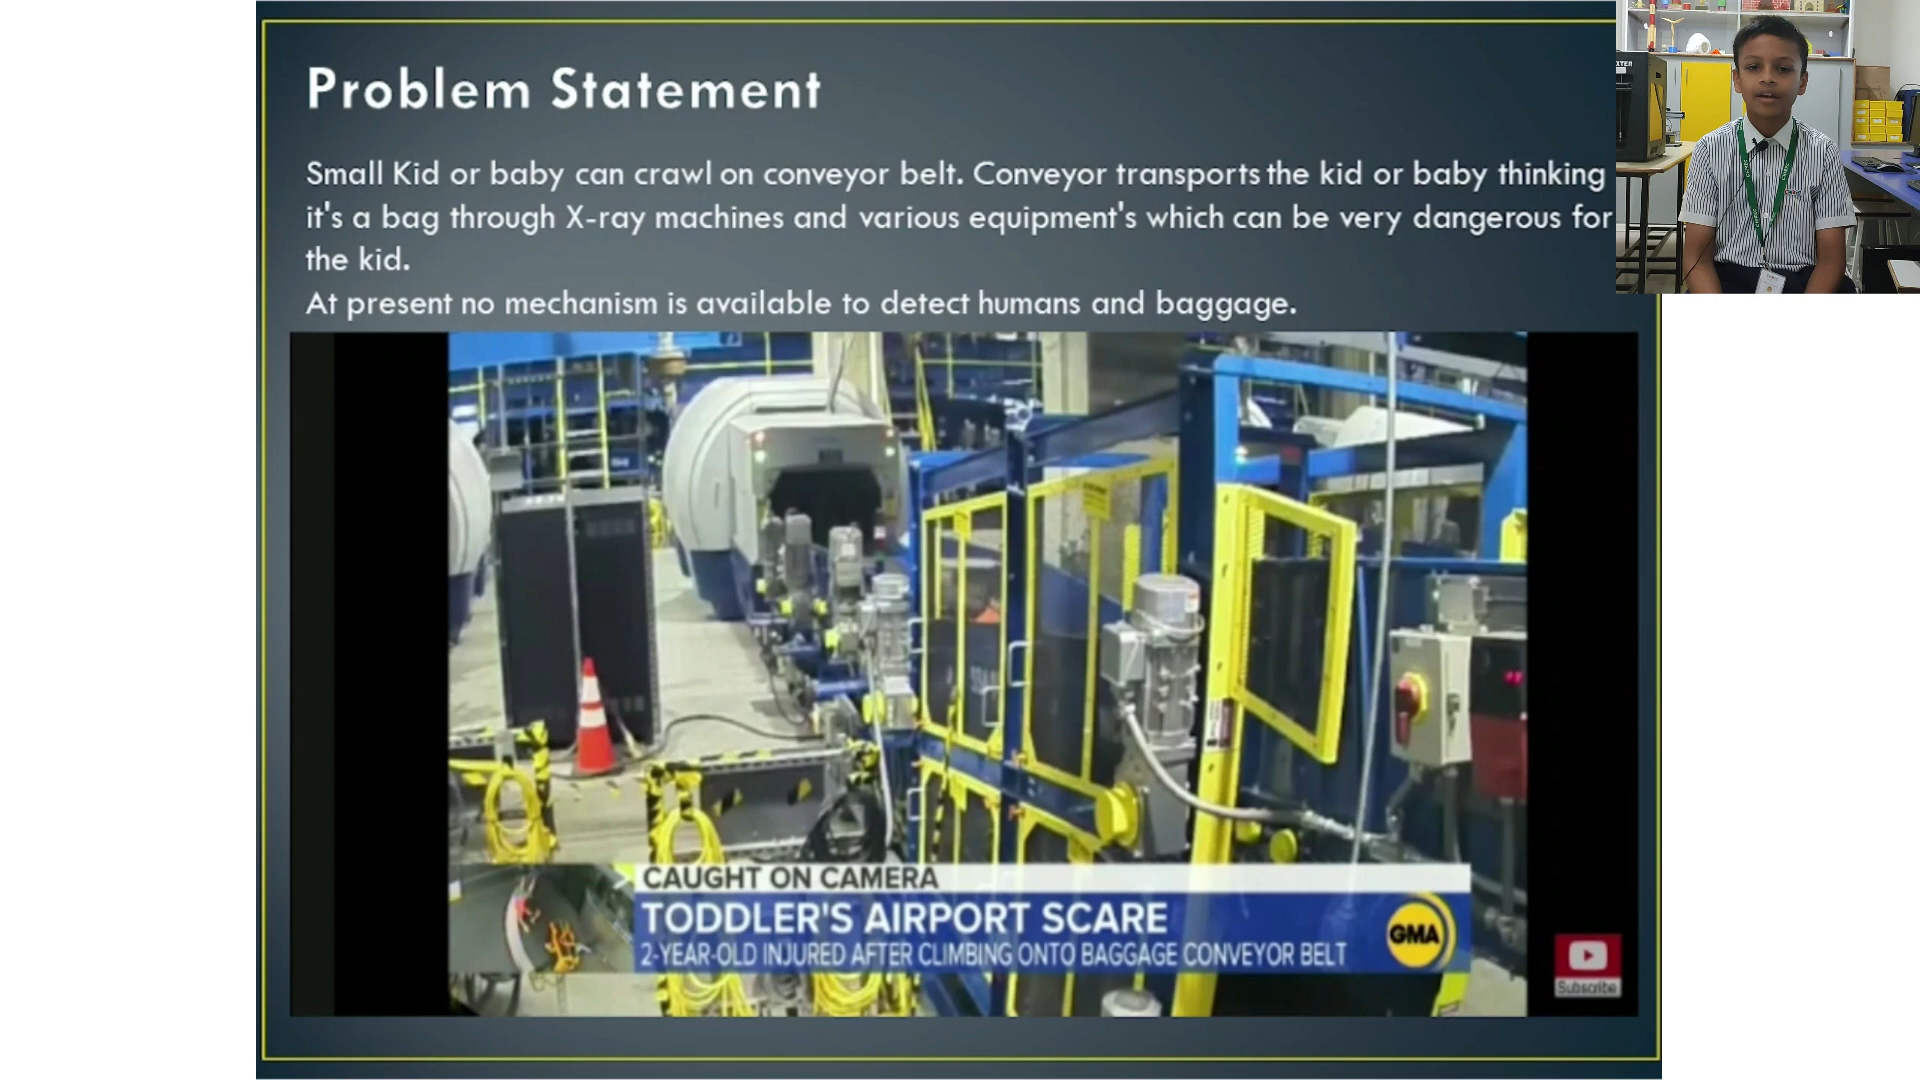 Problem Statement
Small Kid or baby can crawl on conveyor belt. Conveyor transports the kid or baby thinking
it's a bag through X-ray machines and various equipment's which can be very dangerous for
the kid.
At present no mechanism is available to detect humans and baggage.
CAUGHT ON CAMERA
TODDLER'S AIRPORT SCARE
2-YEAR-OLD INJURED AFTER CLIMBING ONTO BAGGAGE CONVEYOR BELT
GMA
Subscribe